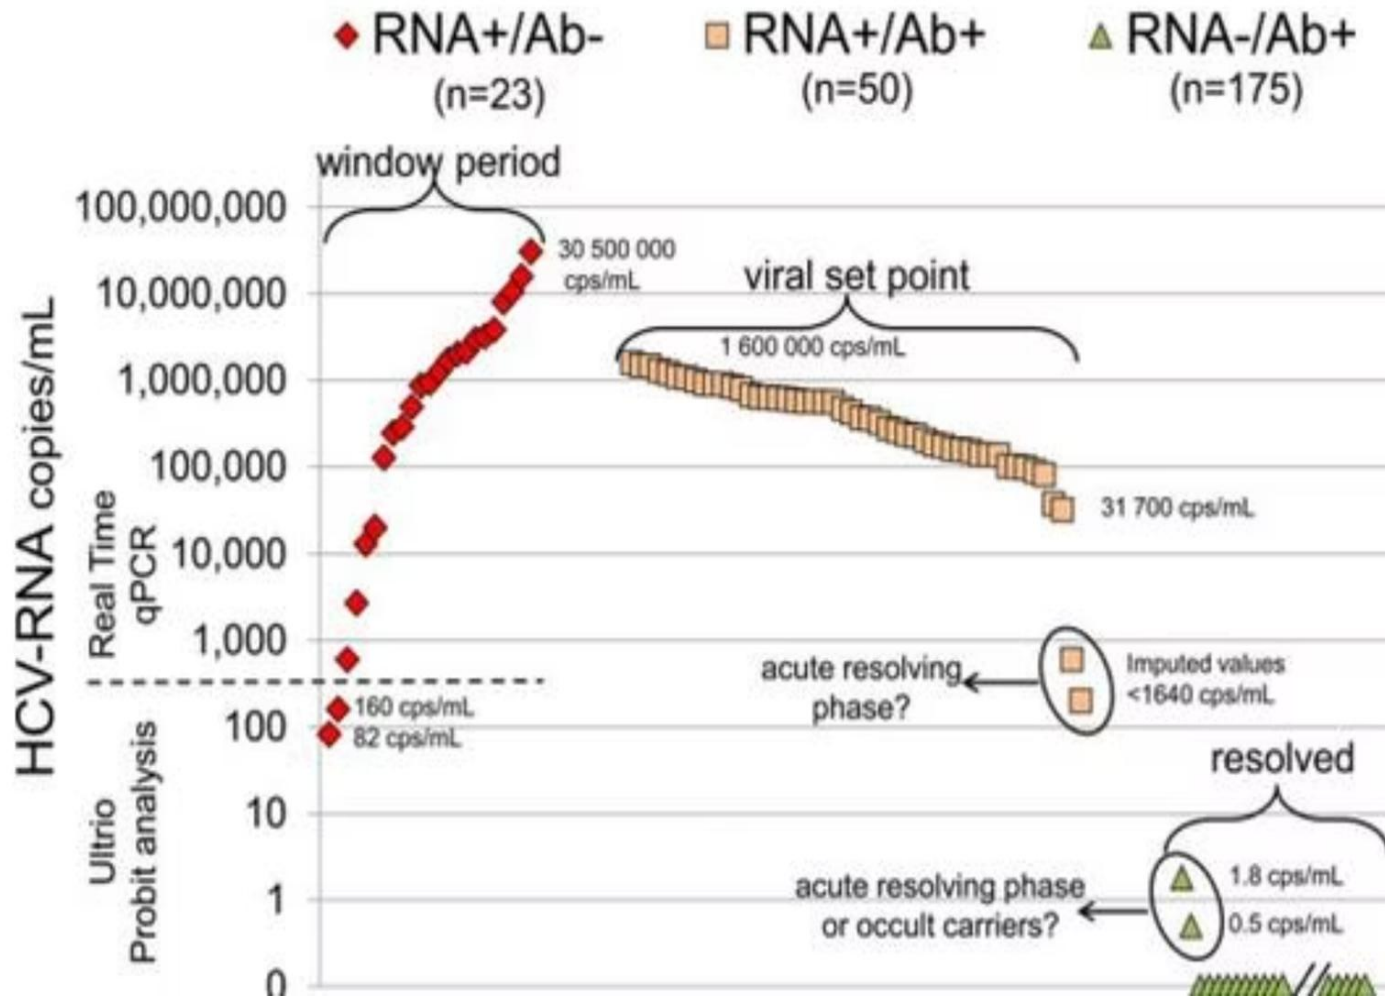 RNA+/Ab-
(n=23)
RNA+/Ab+
(n=50)
RNA-/Ab+
(n=175)
window period
100,000,000
10,000,000
1,000,000
100,000
10,000
1,000
100
10
1
0
HCV-RNA copies/mL
Real Time
qPCR
Ultrio
Probit analysis
30 500 000
cps/mL
viral set point
1 600 000 cps/mL
31 700 cps/mL
acute resolving
phase?
Imputed values
<1640 cps/mL
160 cps/mL
82 cps/mL
resolved
acute resolving phase
or occult carriers?
1.8 cps/mL
0.5 cps/mL